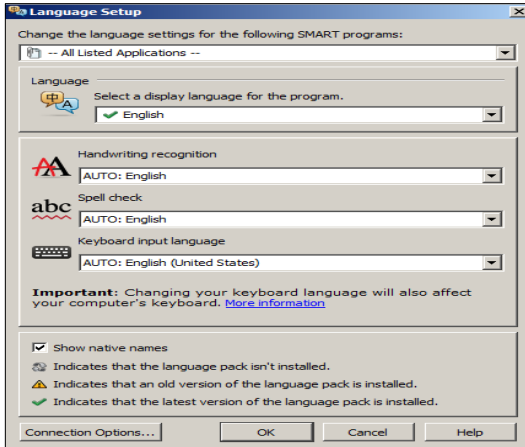 Language Setup
Change the language settings for the following SMART programs:
-- All Listed Applications --
Language
Select a display language for the program.
English
Handwriting recognition
AUTO: English
abc
Spell check
AUTO: English
Keyboard input language
AUTO: English (United States)
Important: Changing your keyboard language will also affect
your computer's keyboard. More information
Show native names
Indicates that the language pack isn't installed.
Indicates that an old version of the language pack is installed.
Indicates that the latest version of the language pack is installed.
Connection Options... OK Cancel Help